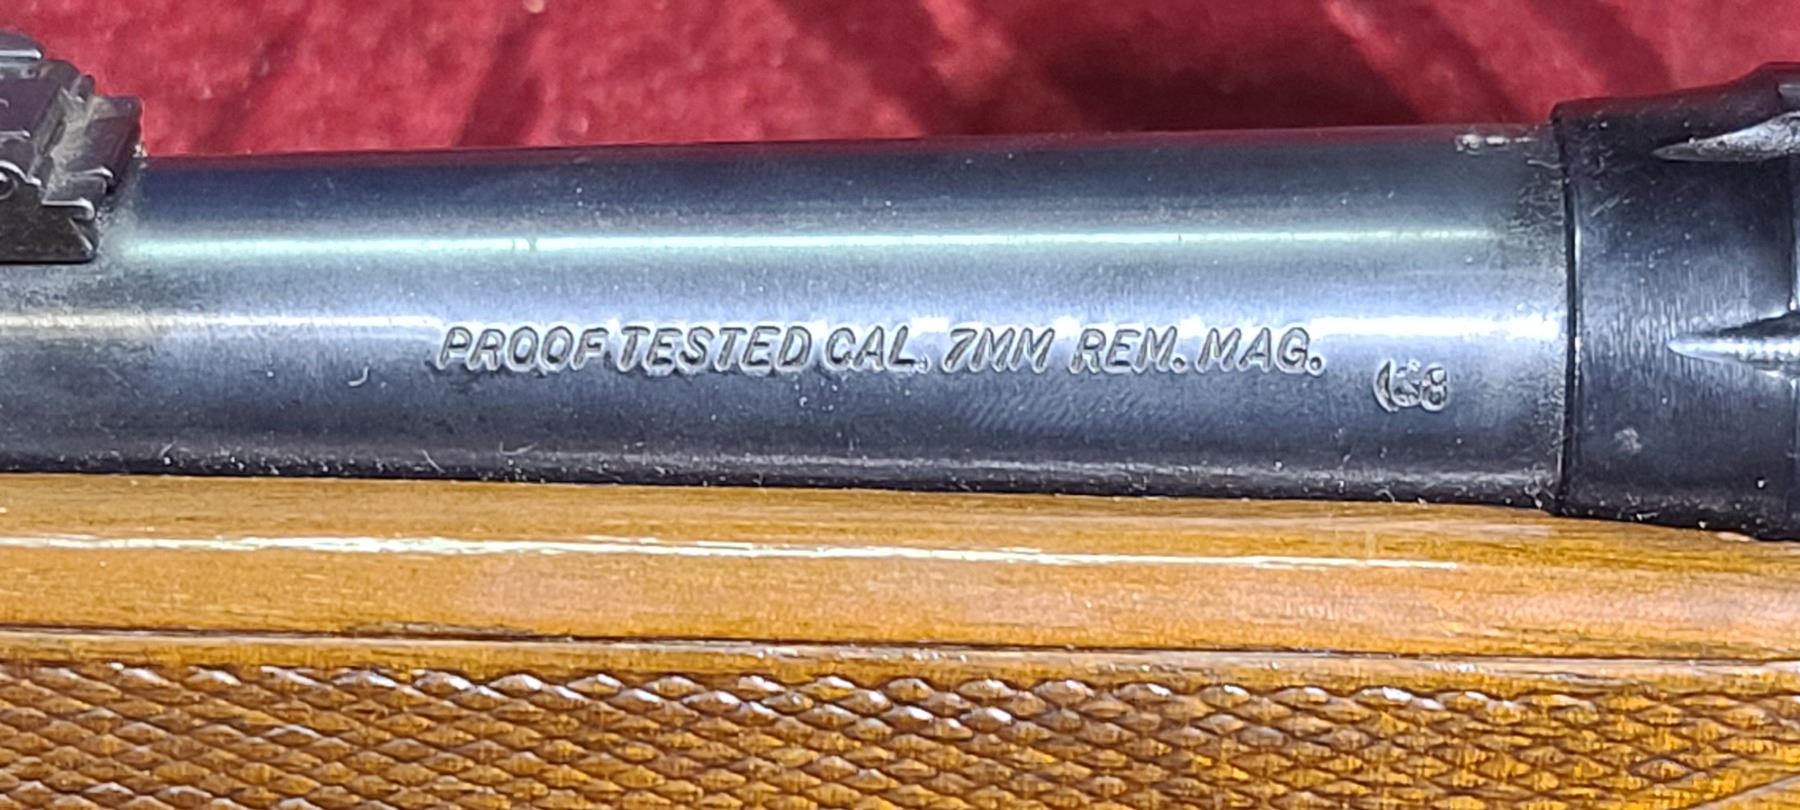 PROOF TESTED CAL. 7MM REM. MAG.